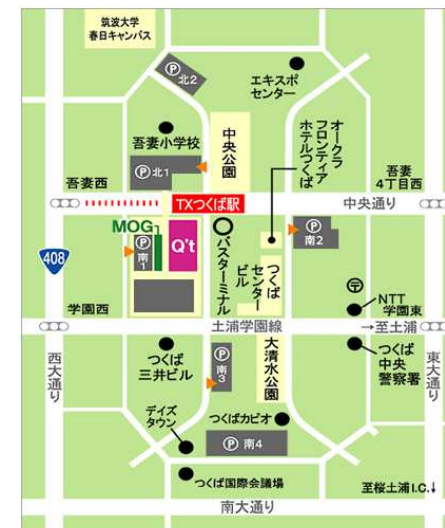 筑波大学
春日キャンパス
P 北2
エキスポ
センター
吾妻小学校
中央公園
オークラ
フロンティア
ホテルつくば
P 北1
吾妻西
吾妻
4丁目西
TXつくば駅
中央通り
MOG1
P 南1
Q't
バスターミナル
つくば
センター
ビル
P 南2
408
〒
NTT
学園東
学園西
土浦学園線
→至土浦
つくば
三井ビル
P 南3
大清水公園
つくば
中央
警察署
西大通り
東大通り
デイズ
タウン
つくばカピオ
P 南4
つくば国際会議場
至桜土浦I.C.↓
南大通り